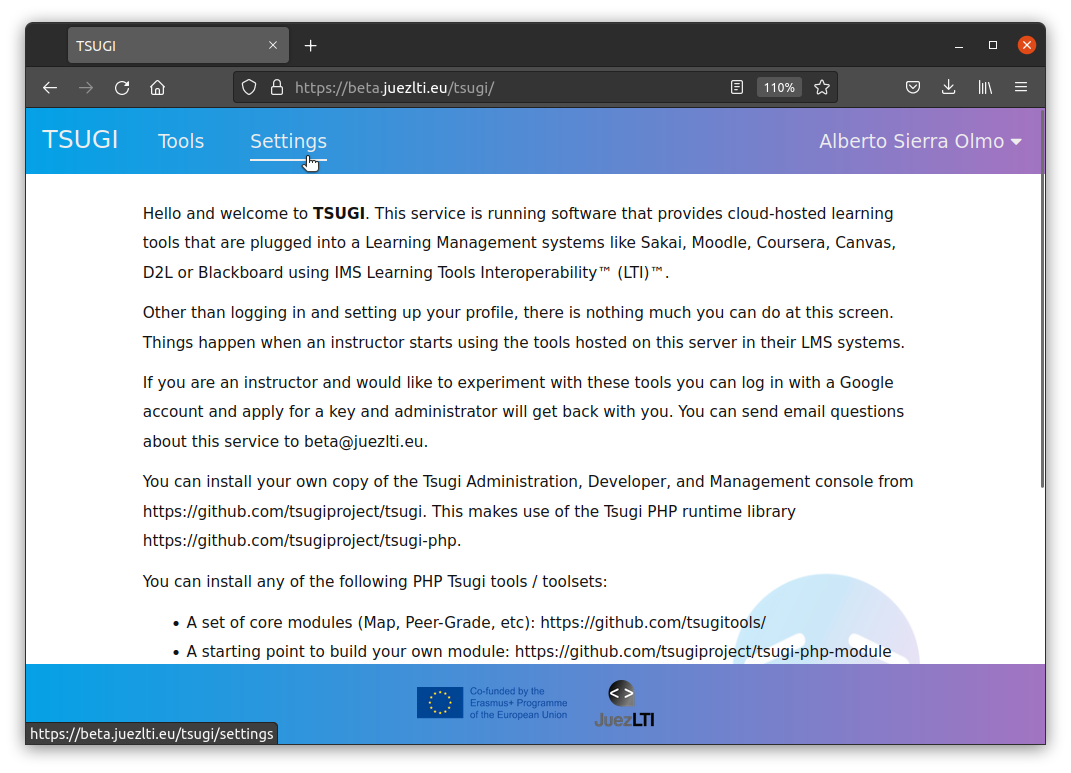 TSUGI
https://beta.juezlti.eu/tsugi/
110%
TSUGI
Tools
Settings
Alberto Sierra Olmo
Hello and welcome to TSUGI. This service is running software that provides cloud-hosted learning
tools that are plugged into a Learning Management systems like Sakai, Moodle, Coursera, Canvas,
D2L or Blackboard using IMS Learning Tools Interoperability™ (LTI)™.
Other than logging in and setting up your profile, there is nothing much you can do at this screen.
Things happen when an instructor starts using the tools hosted on this server in their LMS systems.
If you are an instructor and would like to experiment with these tools you can log in with a Google
account and apply for a key and administrator will get back with you. You can send email questions
about this service to beta@juezlti.eu.
You can install your own copy of the Tsugi Administration, Developer, and Management console from
https://github.com/tsugiproject/tsugi. This makes use of the Tsugi PHP runtime library
https://github.com/tsugiproject/tsugi-php.
You can install any of the following PHP Tsugi tools / toolsets:
• A set of core modules (Map, Peer-Grade, etc): https://github.com/tsugitools/
• A starting point to build your own module: https://github.com/tsugiproject/tsugi-php-module
Co-funded by the
Erasmus+ Programme
of the European Union
< >
JuezLTI
https://beta.juezlti.eu/tsugi/settings